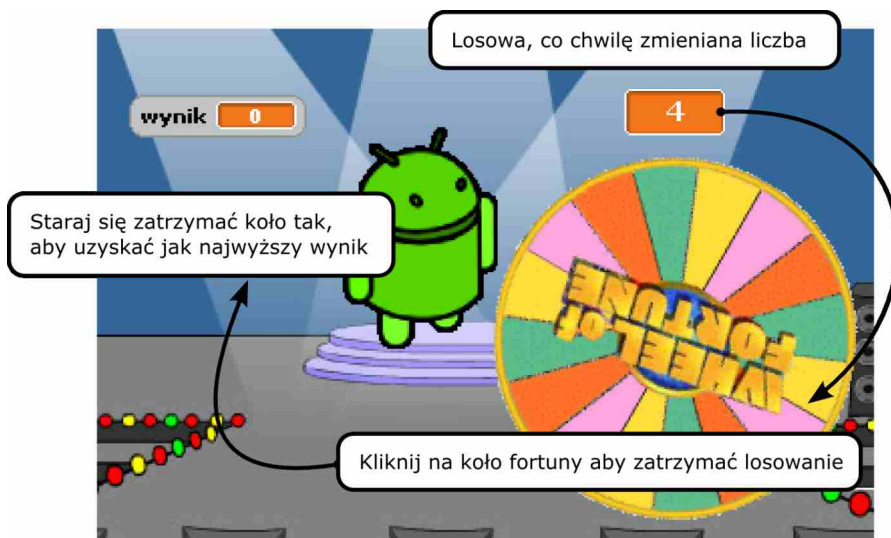 Losowa, co chwilę zmieniana liczba
wynik 0
4
Staraj się zatrzymać koło tak,
aby uzyskać jak najwyższy wynik
WHEEL OF
FORTUNE
Kliknij na koło fortuny aby zatrzymać losowanie